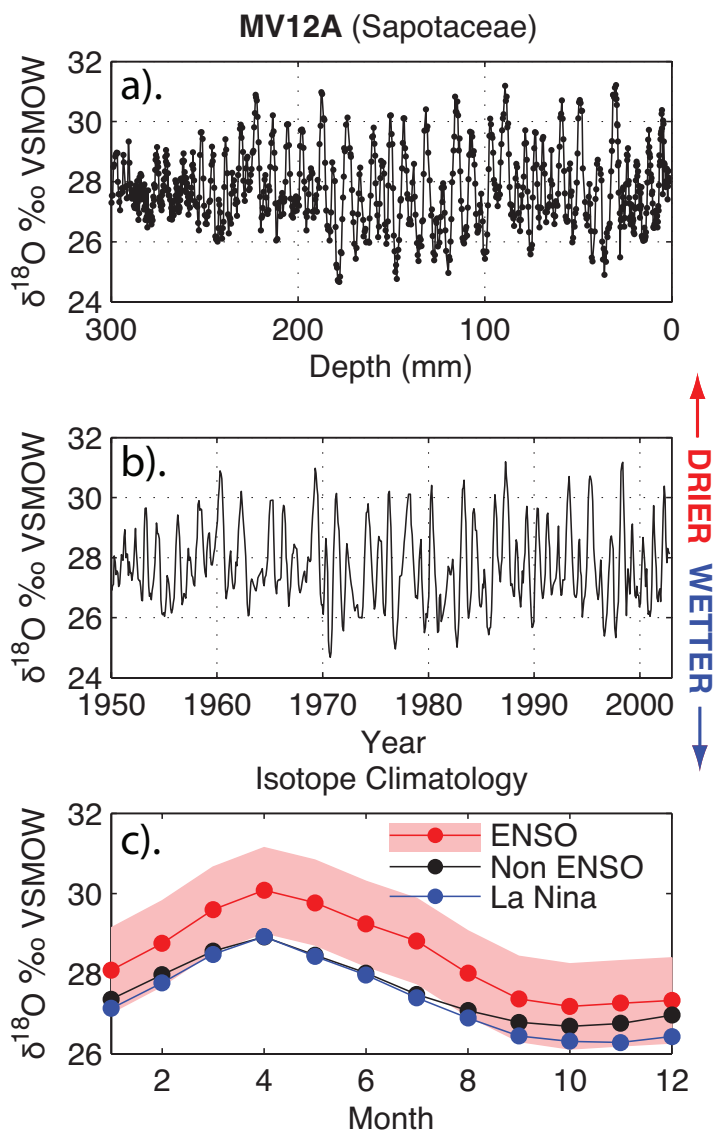 MV12A (Sapotaceae)
a).
δ18O ‰ VSMOW
32
30
28
26
24
300
200
100
0
Depth (mm)
b).
δ18O ‰ VSMOW
32
30
28
26
24
1950
1960
1970
1980
1990
2000
Year
DRIER
WETTER
Isotope Climatology
c).
δ18O ‰ VSMOW
32
30
28
26
ENSO
Non ENSO
La Nina
2
4
6
8
10
12
Month